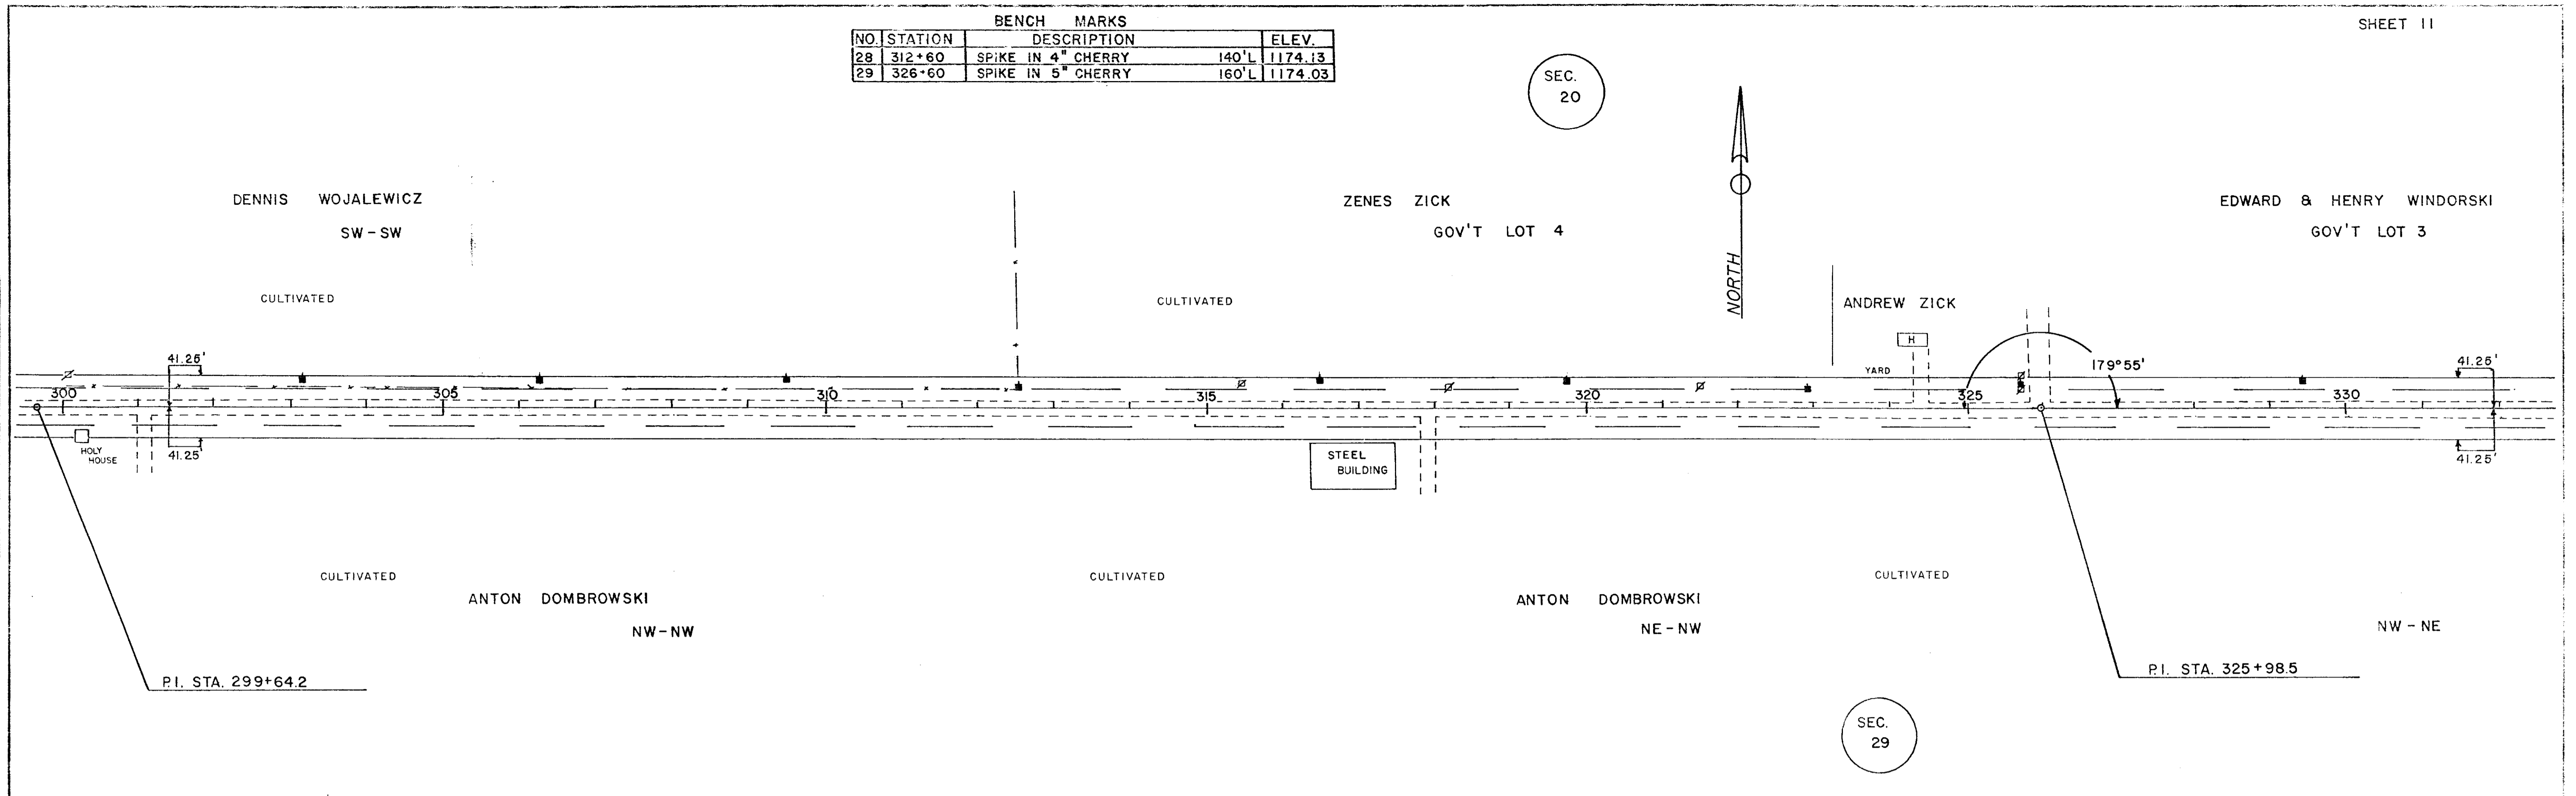 SHEET 11
BENCH MARKS
NO. STATION DESCRIPTION ELEV.
28 312+60 SPIKE IN 4" CHERRY 140'L 1174.13
29 326+60 SPIKE IN 5" CHERRY 160'L 1174.03
SEC.
20
DENNIS WOJALEWICZ
SW-SW
ZENES ZICK
GOV'T LOT 4
EDWARD & HENRY WINDORSKI
GOV'T LOT 3
NORTH
CULTIVATED
CULTIVATED
ANDREW ZICK
H
YARD
179°55'
41.25'
41.25'
300
305
310
315
320
325
330
41.25'
41.25'
HOLY
HOUSE
STEEL
BUILDING
CULTIVATED
CULTIVATED
CULTIVATED
ANTON DOMBROWSKI
NW-NW
ANTON DOMBROWSKI
NE-NW
NW-NE
P.I. STA. 299+64.2
P.I. STA. 325+98.5
SEC.
29